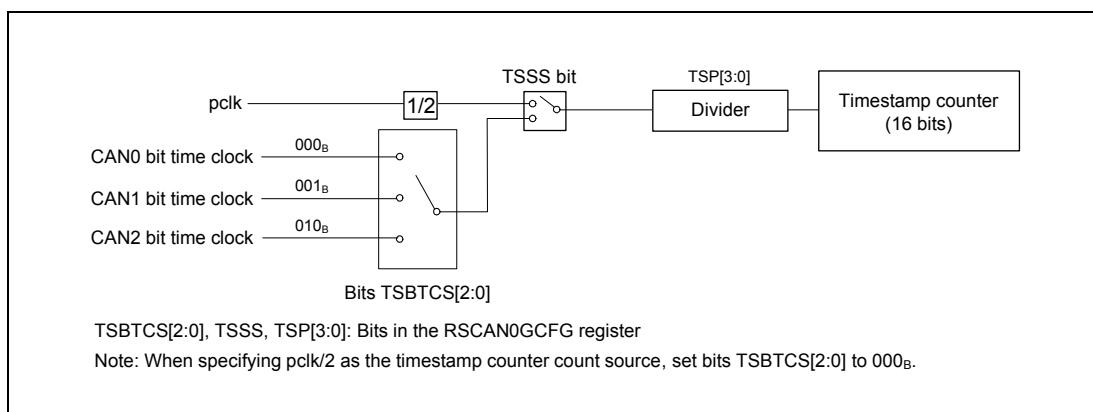 TSSS bit
TSP[3:0]
pclk
1/2
Divider
Timestamp counter
(16 bits)
CAN0 bit time clock
000B
CAN1 bit time clock
001B
CAN2 bit time clock
010B
Bits TSBTCS[2:0]
TSBTCS[2:0], TSSS, TSP[3:0]: Bits in the RSCAN0GCFG register
Note: When specifying pclk/2 as the timestamp counter count source, set bits TSBTCS[2:0] to 000B.